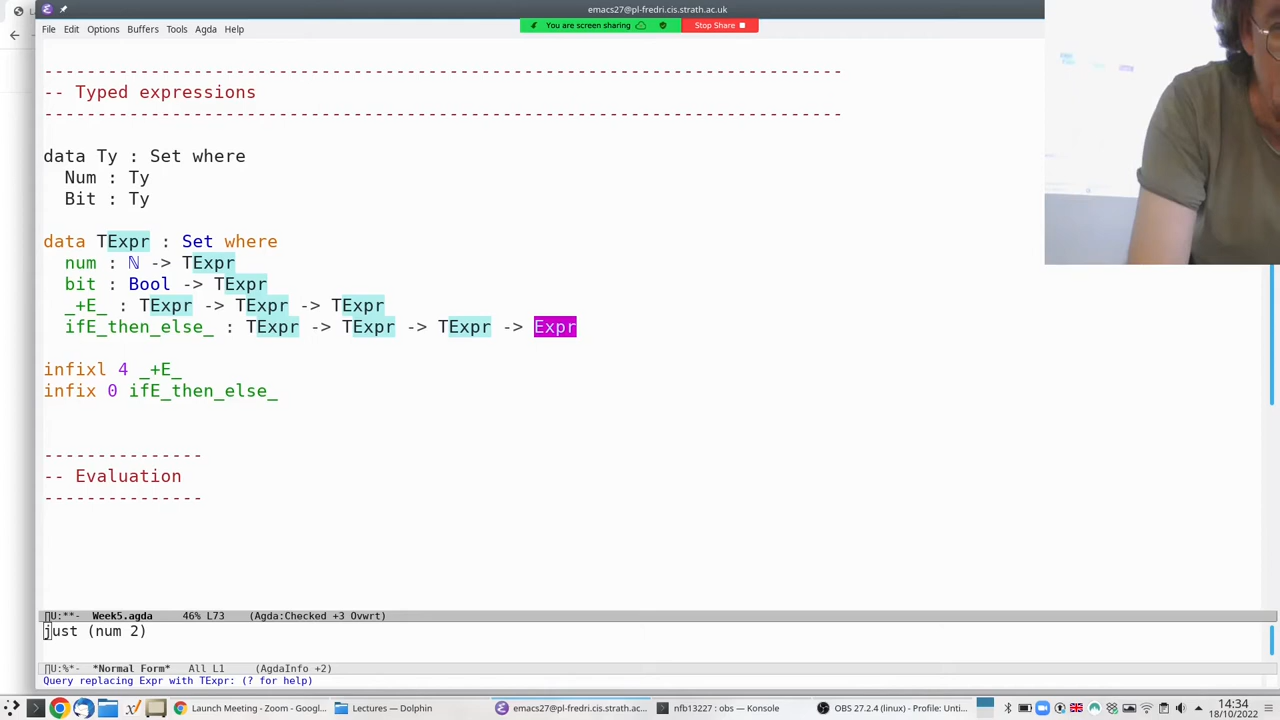 emacs27@pl-fredri.cis.strath.ac.uk
File Edit Options Buffers Tools Agda Help
You are screen sharing
Stop Share
--------------------------------------------------------------------------
-- Typed expressions
--------------------------------------------------------------------------
data Ty : Set where
Num : Ty
Bit : Ty
data TExpr : Set where
num : ℕ -> TExpr
bit : Bool -> TExpr
_+E_ : TExpr -> TExpr -> TExpr
ifE_then_else_ : TExpr -> TExpr -> TExpr -> Expr
infixl 4 _+E_
infix 0 ifE_then_else_
---------------
-- Evaluation
---------------
U:**- Week5.agda 46% L73 (Agda:Checked +3 Ovwrt)
just (num 2)
U:%*- *Normal Form* All L1 (AgdaInfo +2)
Query replacing Expr with TExpr: (? for help)
Launch Meeting - Zoom - Googl...
Lectures — Dolphin
emacs27@pl-fredri.cis.strath.ac...
nfb13227 : obs — Konsole
OBS 27.2.4 (linux) - Profile: Unti...
14:34
18/10/2022